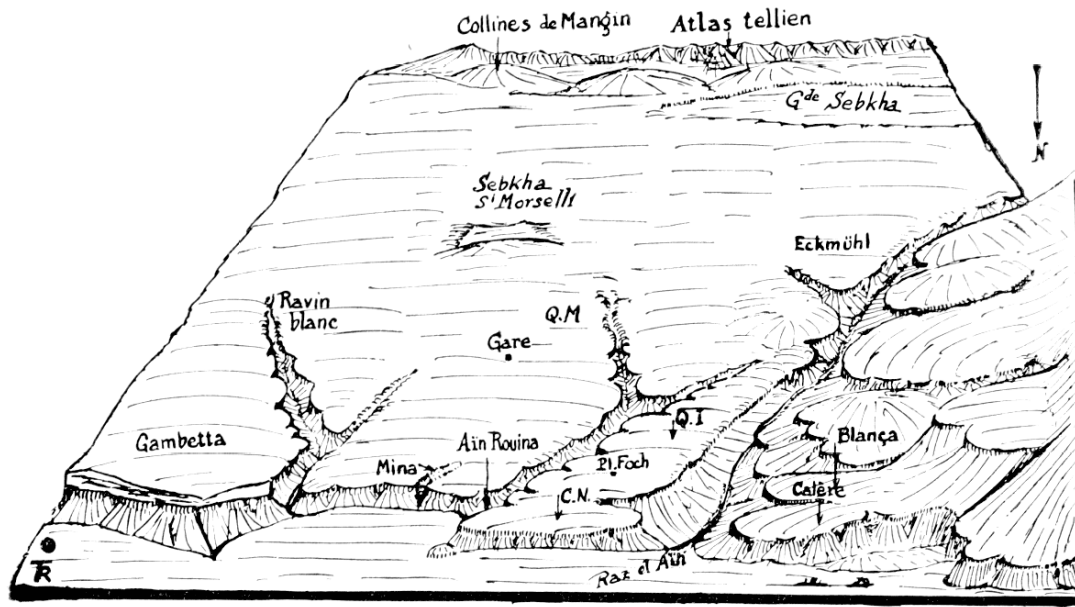 Collines de Mangin
Atlas tellien
Gde Sebkha
N
Sebkha
St Morselli
Eckmühl
Ravin
blanc
Q.M
Gare
Gambetta
Aïn Rouina
Mina
Q.I
Pl. Foch
Blança
C.N.
Calère
Raz el Aïn
TR